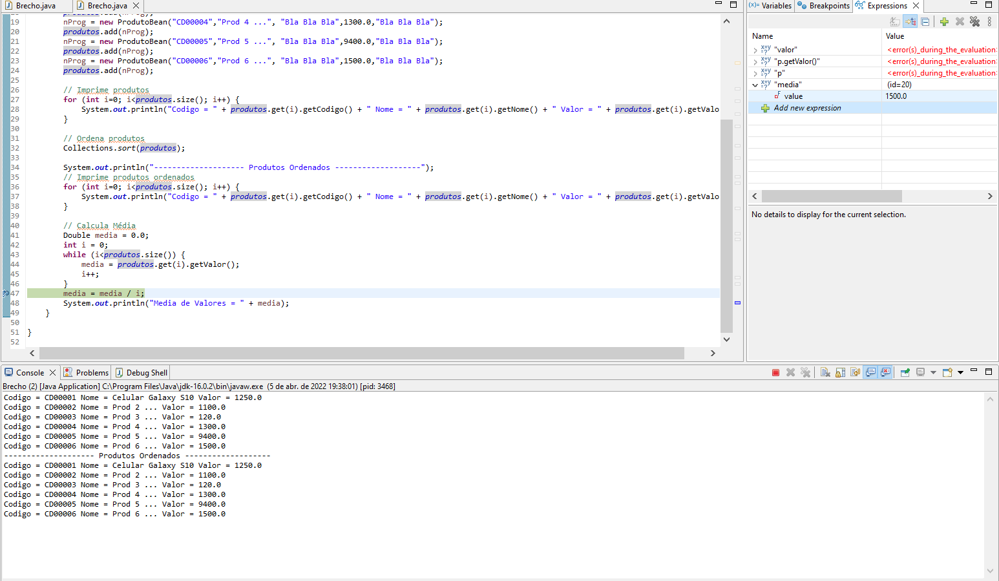 Brecho.java
Brecho.java
19 nProg = new ProdutoBean("CD00004","Prod 4 ...", "Bla Bla Bla",1300.0,"Bla Bla Bla");
20 produtos.add(nProg);
21 nProg = new ProdutoBean("CD00005","Prod 5 ...", "Bla Bla Bla",9400.0,"Bla Bla Bla");
22 produtos.add(nProg);
23 nProg = new ProdutoBean("CD00006","Prod 6 ...", "Bla Bla Bla",1500.0,"Bla Bla Bla");
24 produtos.add(nProg);
25
26 // Imprime produtos
27 for (int i=0; i<produtos.size(); i++) {
28 System.out.println("Codigo = " + produtos.get(i).getCodigo() + " Nome = " + produtos.get(i).getNome() + " Valor = " + produtos.get(i).getValo
29 }
30
31 // Ordena produtos
32 Collections.sort(produtos);
33
34 System.out.println("-------------------- Produtos Ordenados -------------------");
35 // Imprime produtos ordenados
36 for (int i=0; i<produtos.size(); i++) {
37 System.out.println("Codigo = " + produtos.get(i).getCodigo() + " Nome = " + produtos.get(i).getNome() + " Valor = " + produtos.get(i).getValo
38 }
39
40 // Calcula Média
41 Double media = 0.0;
42 int i = 0;
43 while (i<produtos.size()) {
44 media = produtos.get(i).getValor();
45 i++;
46 }
47 media = media / i;
48 System.out.println("Media de Valores = " + media);
49 }
50
51 }
52
Variables Breakpoints Expressions
Name Value
"valor" <error(s)_during_the_evaluation>
"p.getValor()" <error(s)_during_the_evaluation>
"p" <error(s)_during_the_evaluation>
"media" (id=20)
value 1500.0
Add new expression
No details to display for the current selection.
Console Problems Debug Shell
Brecho (2) [Java Application] C:\Program Files\Java\jdk-16.0.2\bin\javaw.exe (5 de abr. de 2022 19:38:01) [pid: 3468]
Codigo = CD00001 Nome = Celular Galaxy S10 Valor = 1250.0
Codigo = CD00002 Nome = Prod 2 ... Valor = 1100.0
Codigo = CD00003 Nome = Prod 3 ... Valor = 120.0
Codigo = CD00004 Nome = Prod 4 ... Valor = 1300.0
Codigo = CD00005 Nome = Prod 5 ... Valor = 9400.0
Codigo = CD00006 Nome = Prod 6 ... Valor = 1500.0
-------------------- Produtos Ordenados -------------------
Codigo = CD00001 Nome = Celular Galaxy S10 Valor = 1250.0
Codigo = CD00002 Nome = Prod 2 ... Valor = 1100.0
Codigo = CD00003 Nome = Prod 3 ... Valor = 120.0
Codigo = CD00004 Nome = Prod 4 ... Valor = 1300.0
Codigo = CD00005 Nome = Prod 5 ... Valor = 9400.0
Codigo = CD00006 Nome = Prod 6 ... Valor = 1500.0